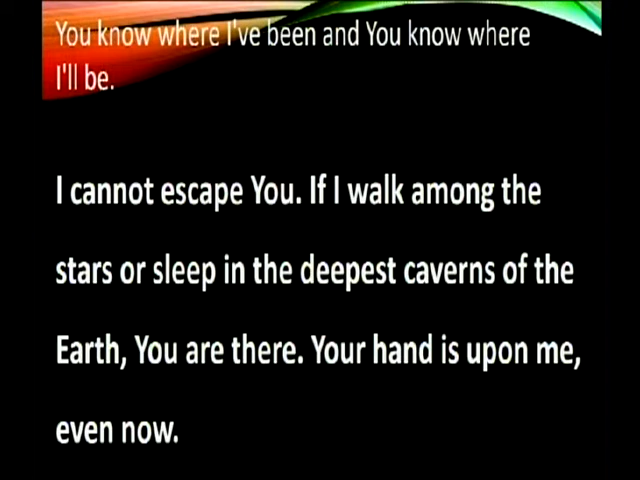 You know where I've been and You know where
I'll be.
I cannot escape You. If I walk among the
stars or sleep in the deepest caverns of the
Earth, You are there. Your hand is upon me,
even now.